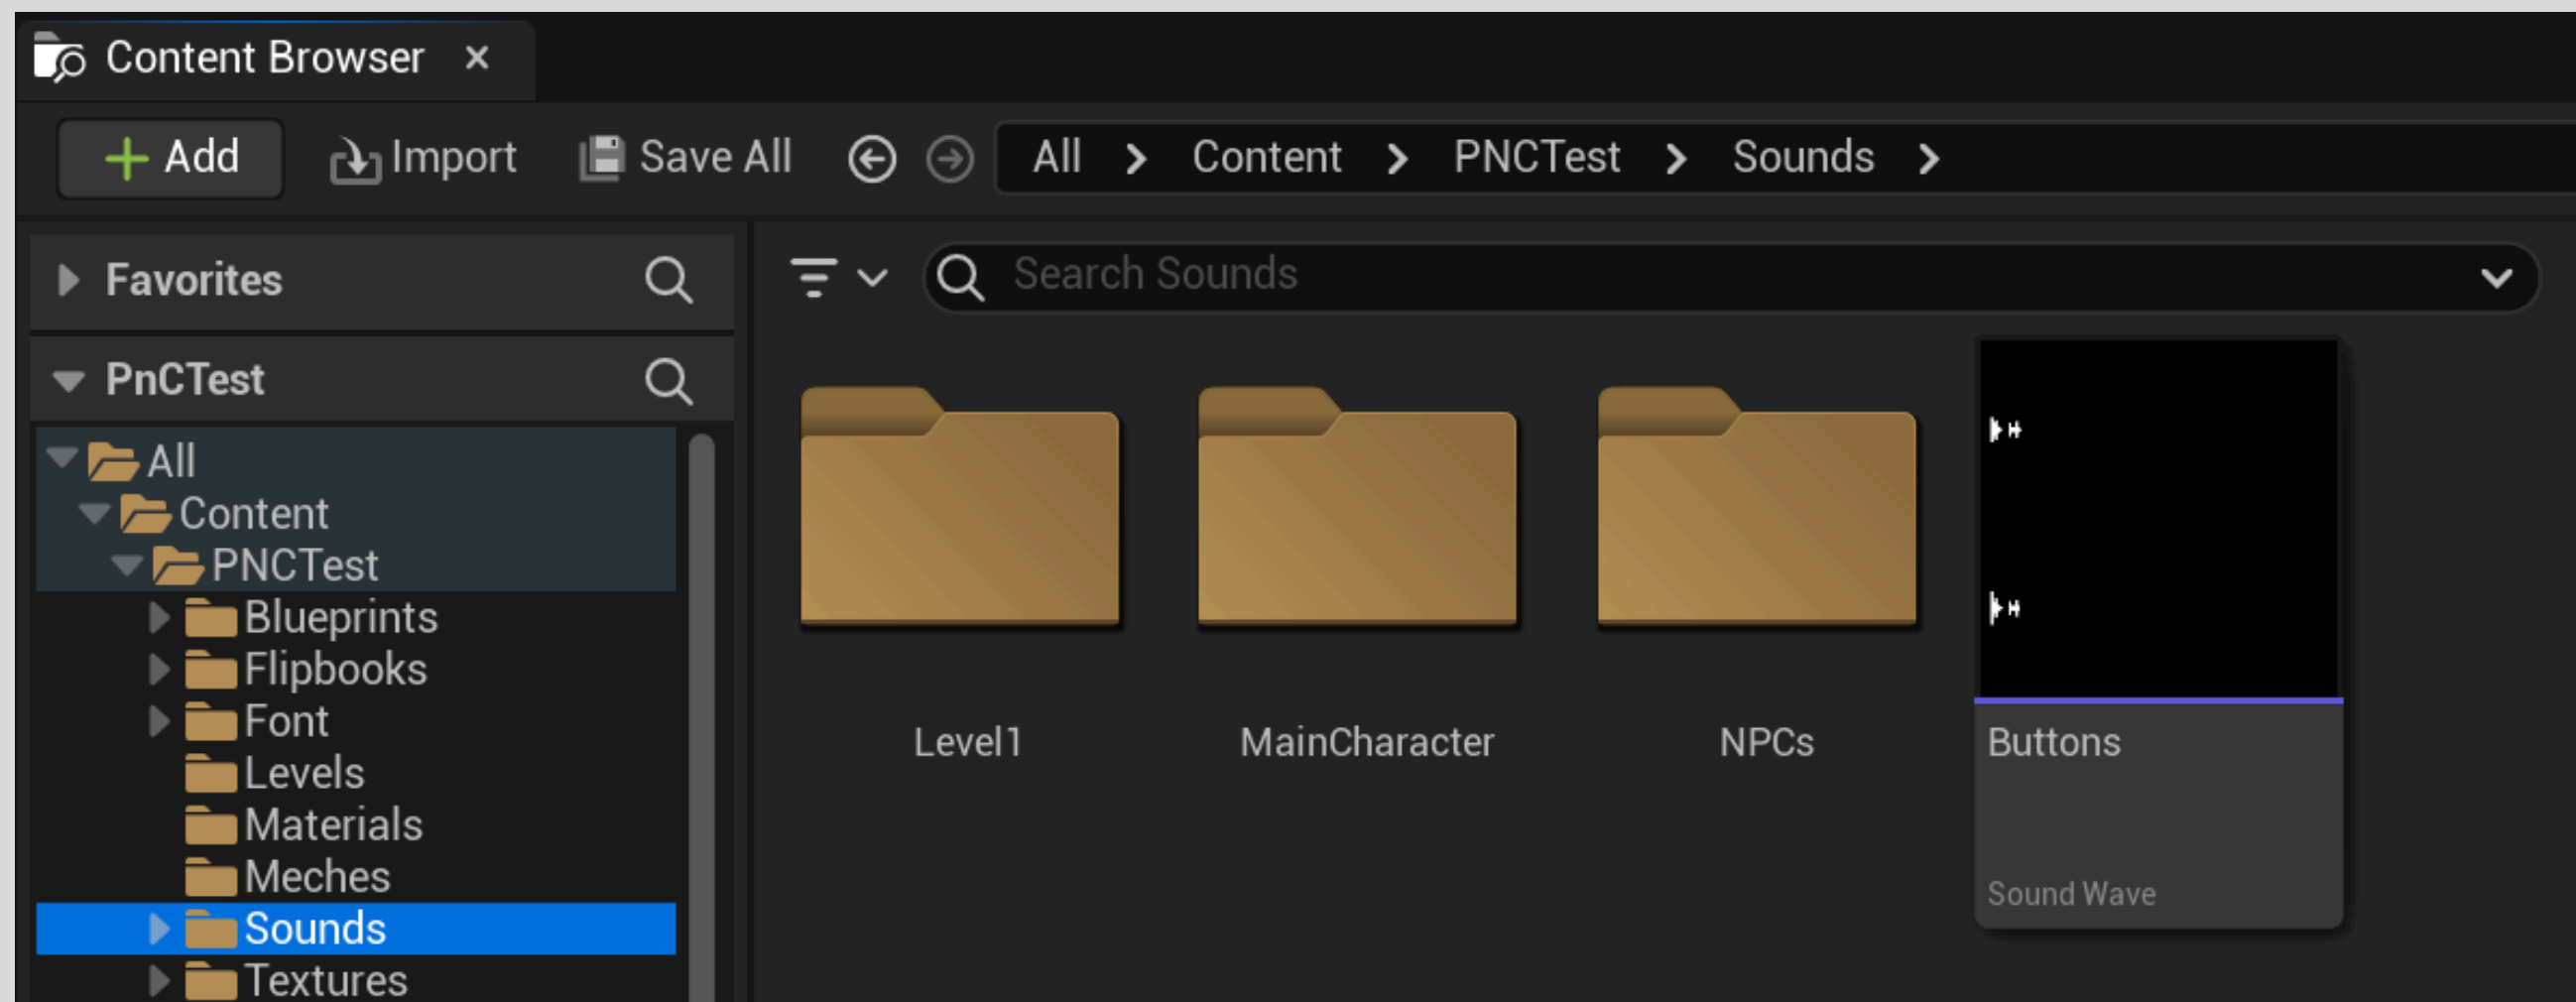 Content Browser
Add Import Save All All Content PNCTest Sounds
Favorites
Search Sounds
PnCTest
All
Content
PNCTest
Blueprints
Flipbooks
Font
Levels
Materials
Meches
Sounds
Textures
Level1
MainCharacter
NPCs
Buttons
Sound Wave